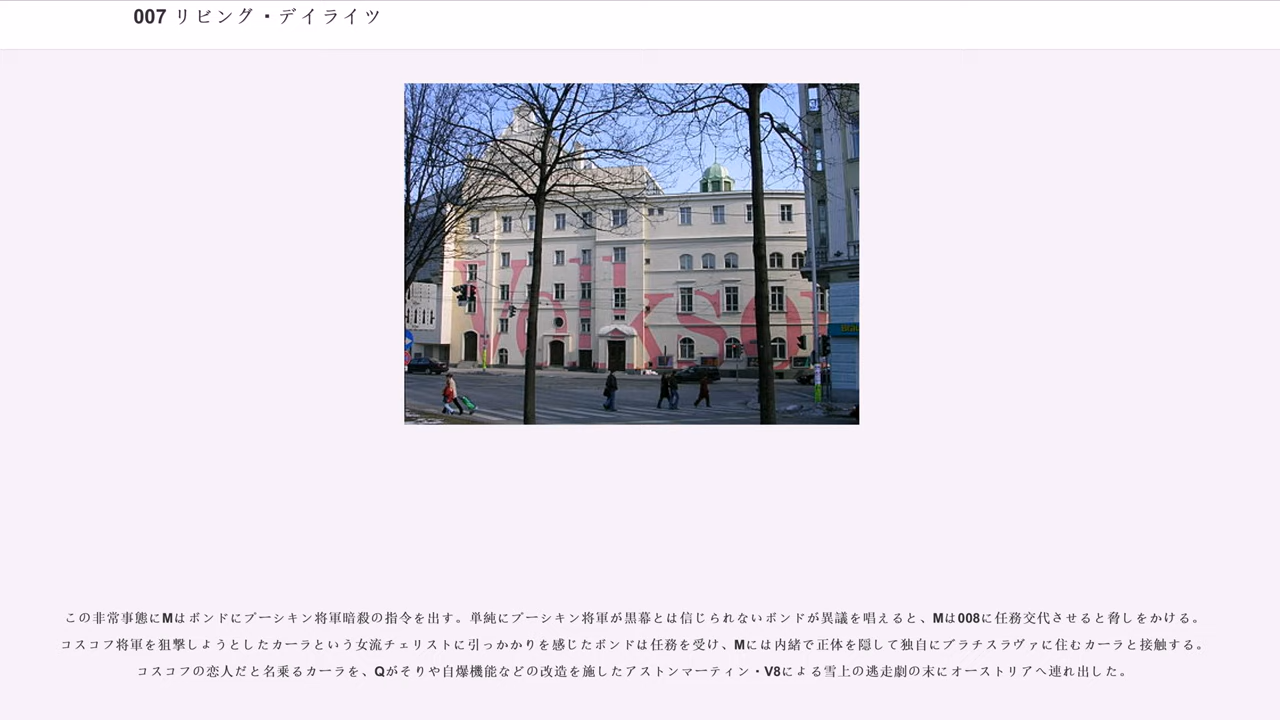 007 リビング・デイライツ
Volksop
この非常事態にMはボンドにプーシキン将軍暗殺の指令を出す。単純にプーシキン将軍が黒幕とは信じられないボンドが異議を唱えると、Mは008に任務交代させると脅しをかける。
コスコフ将軍を狙撃しようとしたカーラという女流チェリストに引っかかりを感じたボンドは任務を受け、Mには内緒で正体を隠して独自にブラチスラヴァに住むカーラと接触する。
コスコフの恋人だと名乗るカーラを、Qがそりや自爆機能などの改造を施したアストンマーティン・V8による雪上の逃走劇の末にオーストリアへ連れ出した。